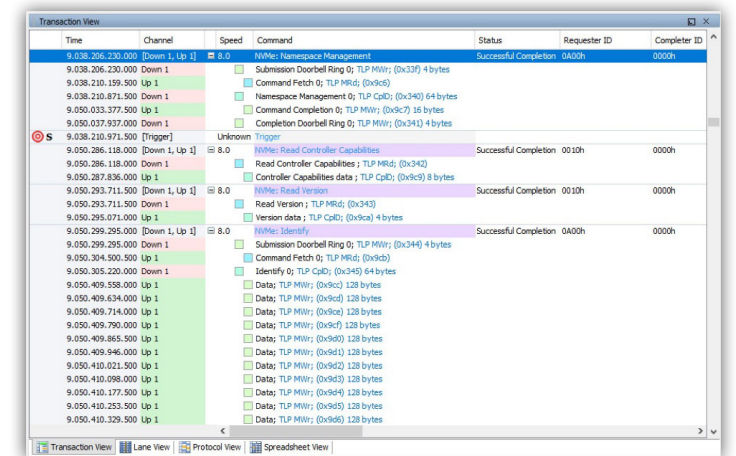 Transaction View
Time Channel Speed Command Status Requester ID Completer ID
9.038.206.230.000 [Down 1, Up 1] 8.0 NVMe: Namespace Management Successful Completion 0A00h 0000h
9.038.206.230.000 Down 1 Submission Doorbell Ring 0; TLP MWr; (0x33f) 4 bytes
9.038.210.159.500 Up 1 Command Fetch 0; TLP MRd; (0x9c6)
9.038.210.871.500 Down 1 Namespace Management 0; TLP CplD; (0x340) 64 bytes
9.050.033.377.500 Up 1 Command Completion 0; TLP MWr; (0x9c7) 16 bytes
9.050.037.937.000 Down 1 Completion Doorbell Ring 0; TLP MWr; (0x341) 4 bytes
S 9.038.210.971.500 [Trigger] Unknown Trigger
9.050.286.118.000 [Down 1, Up 1] 8.0 NVMe: Read Controller Capabilities Successful Completion 0010h 0000h
9.050.286.118.000 Down 1 Read Controller Capabilities ; TLP MRd; (0x342)
9.050.287.836.000 Up 1 Controller Capabilities data ; TLP CplD; (0x9c9) 8 bytes
9.050.293.711.500 [Down 1, Up 1] 8.0 NVMe: Read Version Successful Completion 0010h 0000h
9.050.293.711.500 Down 1 Read Version ; TLP MRd; (0x343)
9.050.295.071.000 Up 1 Version data ; TLP CplD; (0x9ca) 4 bytes
9.050.299.295.000 [Down 1, Up 1] 8.0 NVMe: Identify Successful Completion 0A00h 0000h
9.050.299.295.000 Down 1 Submission Doorbell Ring 0; TLP MWr; (0x344) 4 bytes
9.050.304.500.500 Up 1 Command Fetch 0; TLP MRd; (0x9cb)
9.050.305.220.000 Down 1 Identify 0; TLP CplD; (0x345) 64 bytes
9.050.409.558.000 Up 1 Data; TLP MWr; (0x9cc) 128 bytes
9.050.409.634.000 Up 1 Data; TLP MWr; (0x9cd) 128 bytes
9.050.409.714.000 Up 1 Data; TLP MWr; (0x9ce) 128 bytes
9.050.409.790.000 Up 1 Data; TLP MWr; (0x9cf) 128 bytes
9.050.409.865.500 Up 1 Data; TLP MWr; (0x9d0) 128 bytes
9.050.409.946.000 Up 1 Data; TLP MWr; (0x9d1) 128 bytes
9.050.410.021.500 Up 1 Data; TLP MWr; (0x9d2) 128 bytes
9.050.410.098.000 Up 1 Data; TLP MWr; (0x9d3) 128 bytes
9.050.410.177.500 Up 1 Data; TLP MWr; (0x9d4) 128 bytes
9.050.410.253.500 Up 1 Data; TLP MWr; (0x9d5) 128 bytes
9.050.410.329.500 Up 1 Data; TLP MWr; (0x9d6) 128 bytes
Transaction View Lane View Protocol View Spreadsheet View